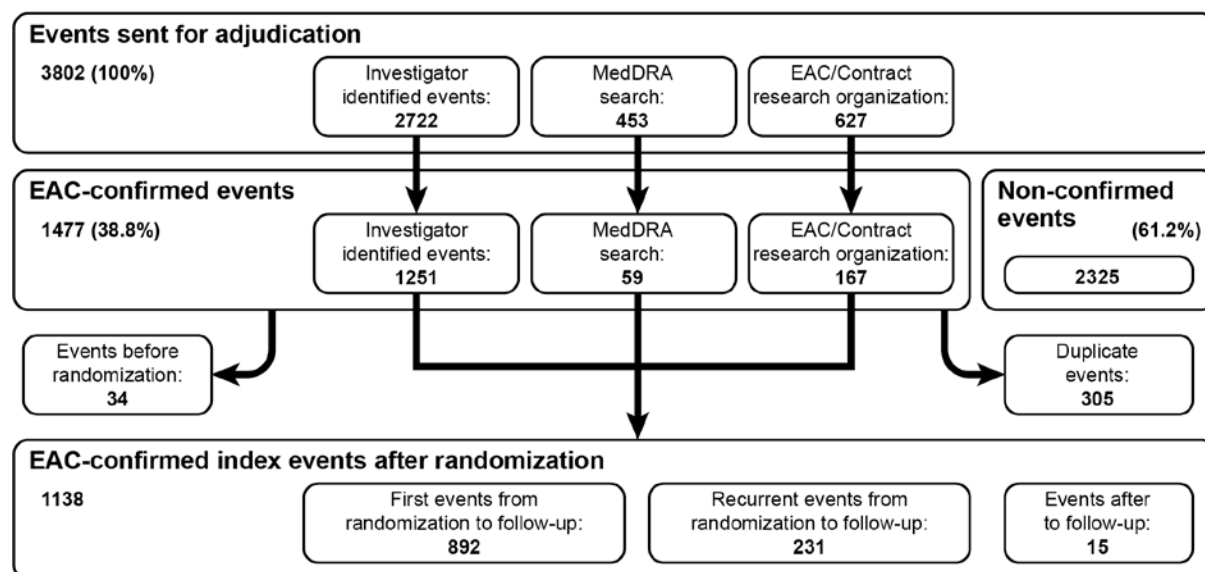 Events sent for adjudication
3802 (100%)
Investigator
identified events:
2722
MedDRA
search:
453
EAC/Contract
research organization:
627
EAC-confirmed events
1477 (38.8%)
Investigator
identified events:
1251
MedDRA
search:
59
EAC/Contract
research organization:
167
Non-confirmed
events
(61.2%)
2325
Events before
randomization:
34
Duplicate
events:
305
EAC-confirmed index events after randomization
1138
First events from
randomization to follow-up:
892
Recurrent events from
randomization to follow-up:
231
Events after
to follow-up:
15